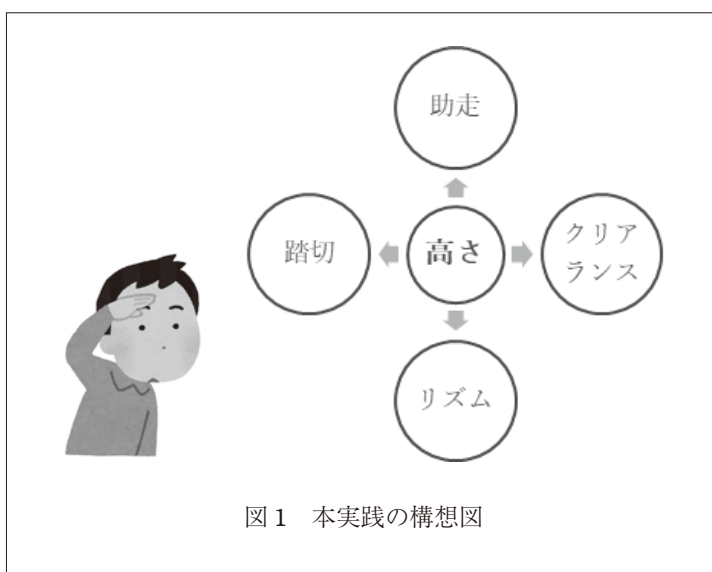 助走
踏切
高さ
クリア
ランス
リズム
図1 本実践の構想図